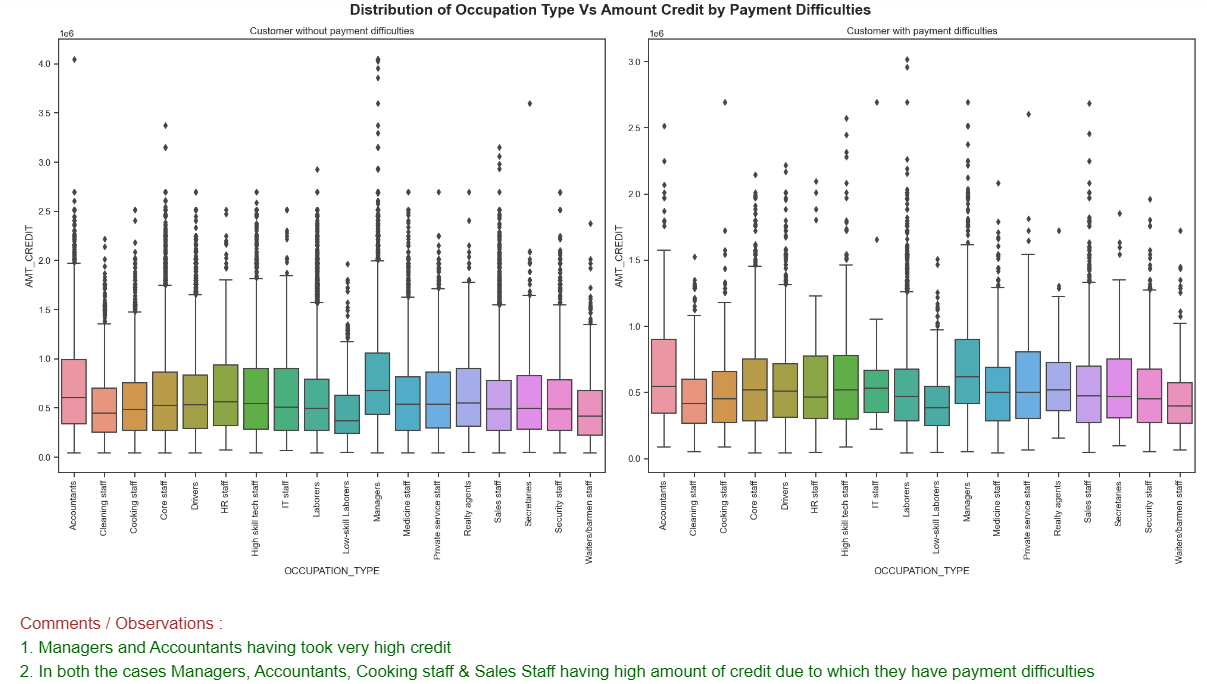 Distribution of Occupation Type Vs Amount Credit by Payment Difficulties
Customer without payment difficulties
1e6
4.0
3.5
3.0
2.5
2.0
1.5
1.0
0.5
0.0
AMT_CREDIT
Accountants
Cleaning staff
Cooking staff
Core staff
Drivers
HR staff
High skill tech staff
IT staff
Laborers
Low-skill Laborers
Managers
Medicine staff
Private service staff
Realty agents
Sales staff
Secretaries
Security staff
Waiters/barmen staff
OCCUPATION_TYPE
Customer with payment difficulties
1e6
3.0
2.5
2.0
1.5
1.0
0.5
0.0
AMT_CREDIT
Accountants
Cleaning staff
Cooking staff
Core staff
Drivers
HR staff
High skill tech staff
IT staff
Laborers
Low-skill Laborers
Managers
Medicine staff
Private service staff
Realty agents
Sales staff
Secretaries
Security staff
Waiters/barmen staff
OCCUPATION_TYPE
Comments / Observations :
1. Managers and Accountants having took very high credit
2. In both the cases Managers, Accountants, Cooking staff & Sales Staff having high amount of credit due to which they have payment difficulties